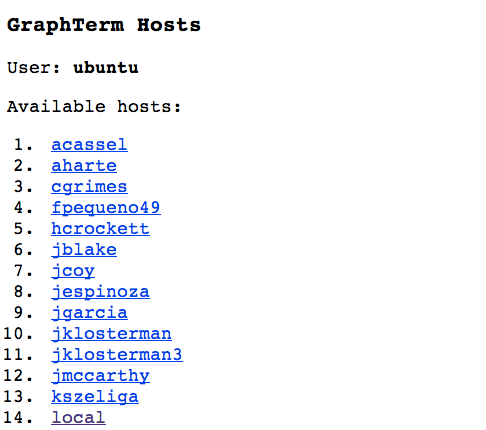 GraphTerm Hosts
User: ubuntu
Available hosts:
1. acassel
2. aharte
3. cgrimes
4. fpequeno49
5. hcrockett
6. jblake
7. jcoy
8. jespinoza
9. jgarcia
10. jklosterman
11. jklosterman3
12. jmccarthy
13. kszeliga
14. local